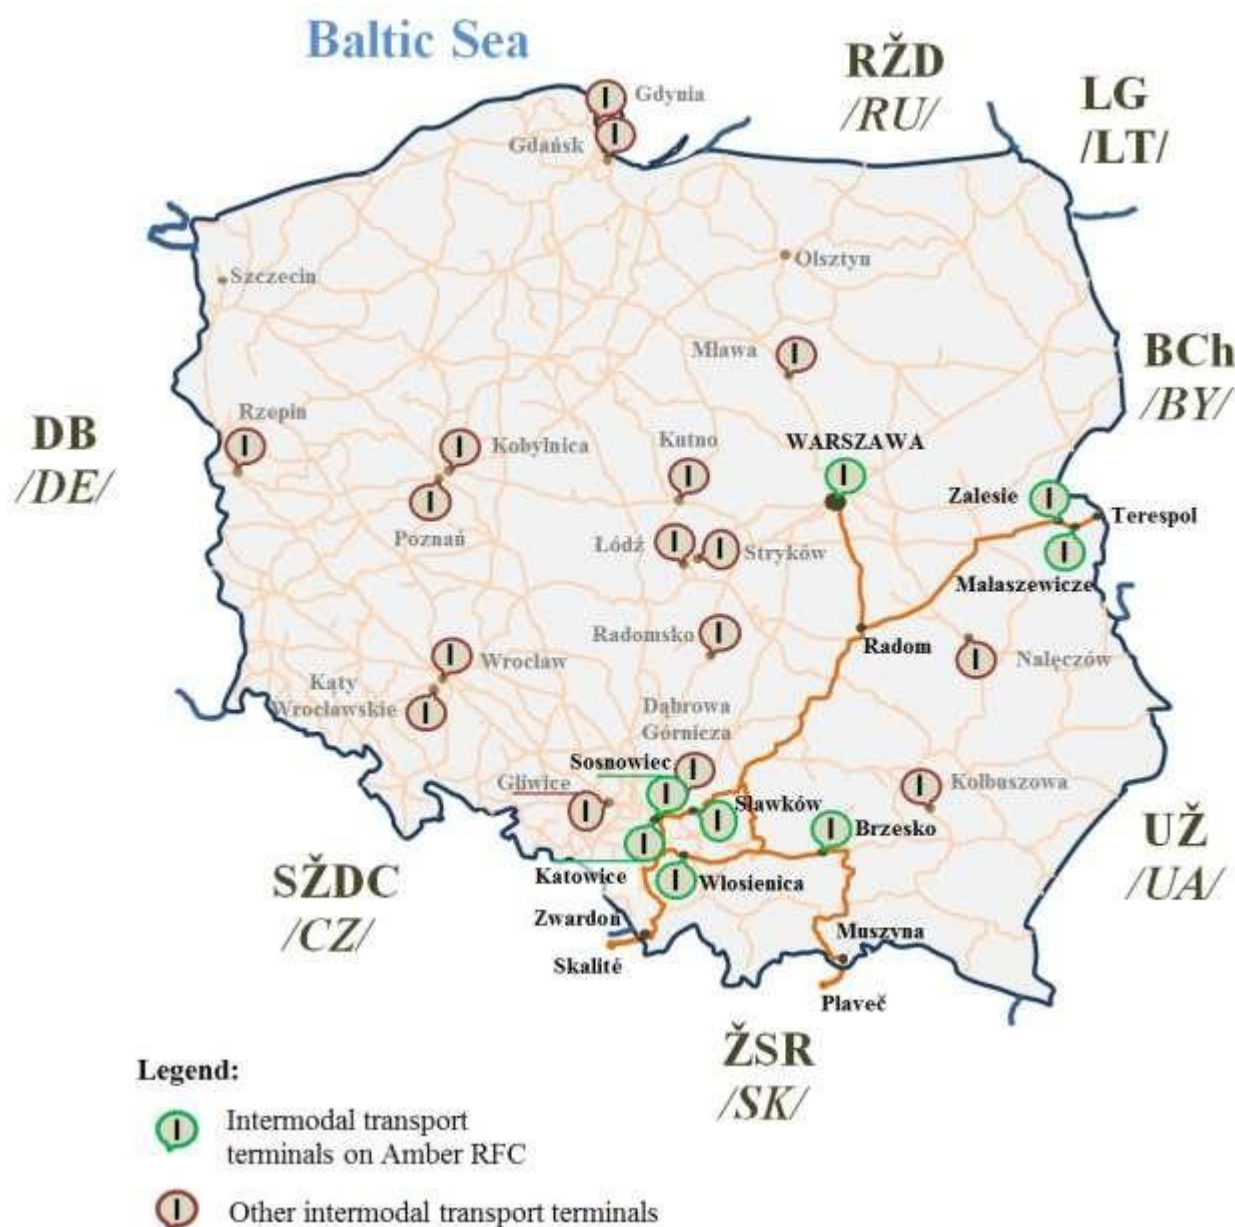 Baltic Sea
RŽD
/RU/
LG
/LT/
Gdynia
Gdańsk
Szczecin
Olsztyn
Mława
BCh
/BY/
DB
/DE/
Rzepin
Kobylnica
Kutno
WARSZAWA
Zalesie
Terespol
Poznań
Łódź
Stryków
Małaszewicze
Radomsko
Radom
Nałęczów
Wrocław
Kąty
Wrocławskie
Dąbrowa
Górnicza
Sosnowiec
Gliwice
Sławków
Kolbuszowa
Brzesko
UŽ
/UA/
SŽDC
/CZ/
Katowice
Włosienica
Zwardoń
Muszyna
Skalité
Plaveč
ŽSR
/SK/
Legend:
I Intermodal transport
terminals on Amber RFC
I Other intermodal transport terminals